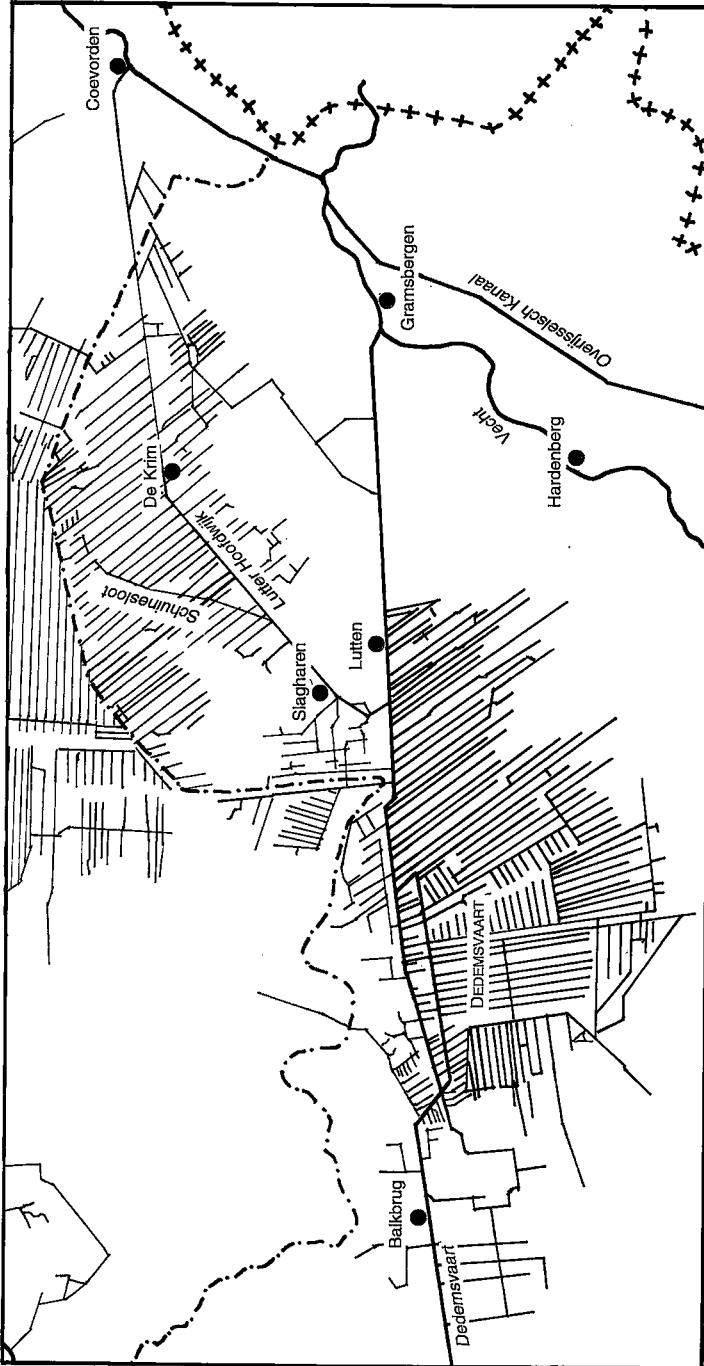 Coevorden
De Krim
Lutter Hoofdwijk
Schuinesloot
Slagharen
Lutten
Gramsbergen
Overijsselsch Kanaal
Vecht
Hardenberg
DEDEMSVAART
Balkbrug
Dedemsvaart